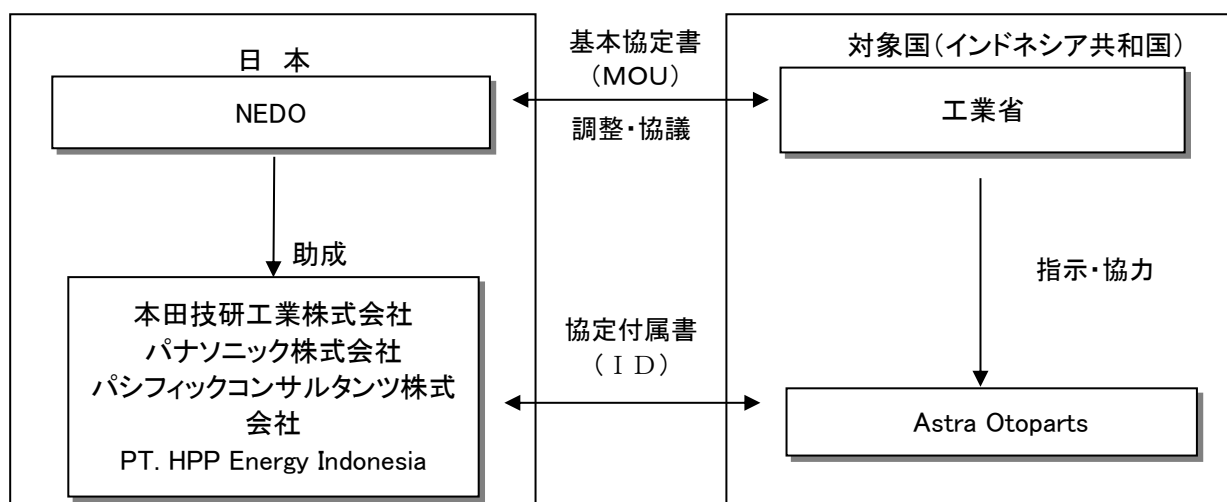 日 本
NEDO
助成
本田技研工業株式会社
パナソニック株式会社
パシフィックコンサルタンツ株式
会社
PT. HPP Energy Indonesia
基本協定書
(MOU)
調整・協議
協定付属書
(ID)
対象国(インドネシア共和国)
工業省
指示・協力
Astra Otoparts